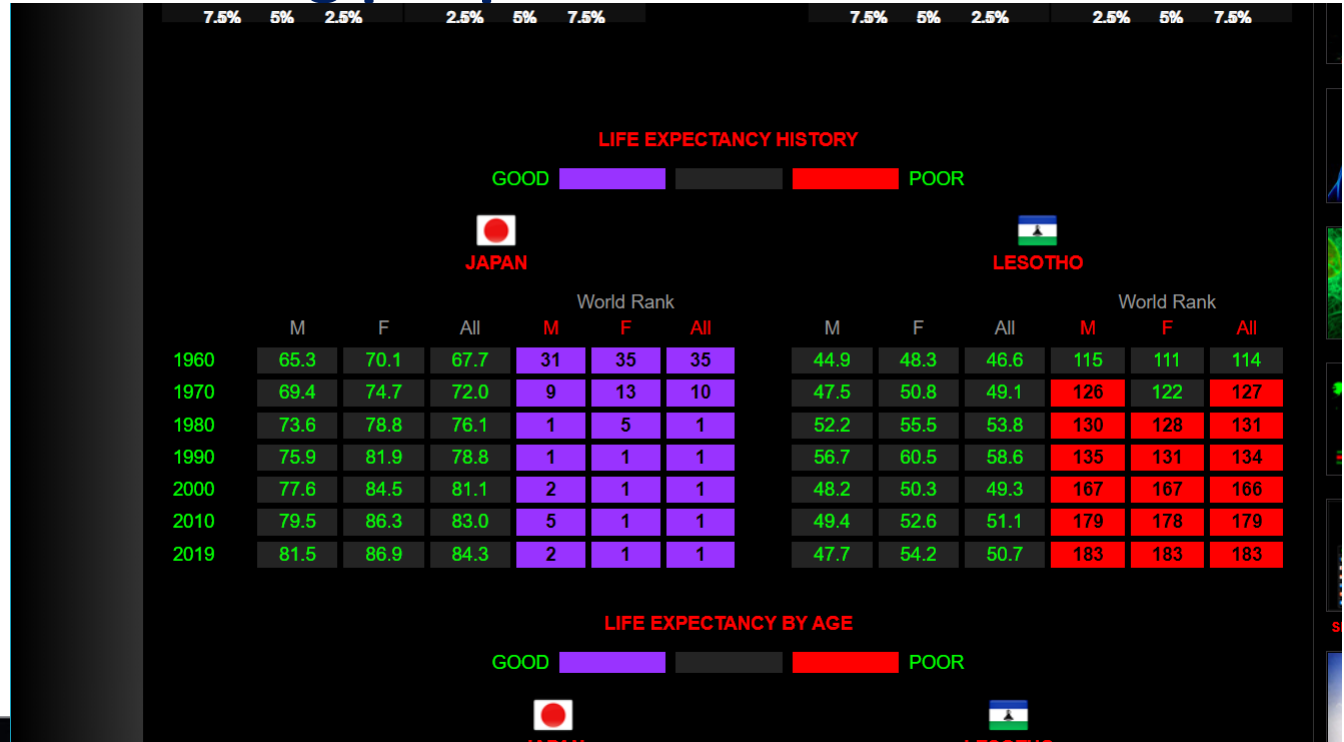 7.5% 5% 2.5% 2.5% 5% 7.5% 7.5% 5% 2.5% 2.5% 5% 7.5%
LIFE EXPECTANCY HISTORY
GOOD POOR
JAPAN LESOTHO
World Rank World Rank
M F All M F All M F All M F All
1960 65.3 70.1 67.7 31 35 35 44.9 48.3 46.6 115 111 114
1970 69.4 74.7 72.0 9 13 10 47.5 50.8 49.1 126 122 127
1980 73.6 78.8 76.1 1 5 1 52.2 55.5 53.8 130 128 131
1990 75.9 81.9 78.8 1 1 1 56.7 60.5 58.6 135 131 134
2000 77.6 84.5 81.1 2 1 1 48.2 50.3 49.3 167 167 166
2010 79.5 86.3 83.0 5 1 1 49.4 52.6 51.1 179 178 179
2019 81.5 86.9 84.3 2 1 1 47.7 54.2 50.7 183 183 183
LIFE EXPECTANCY BY AGE
GOOD POOR